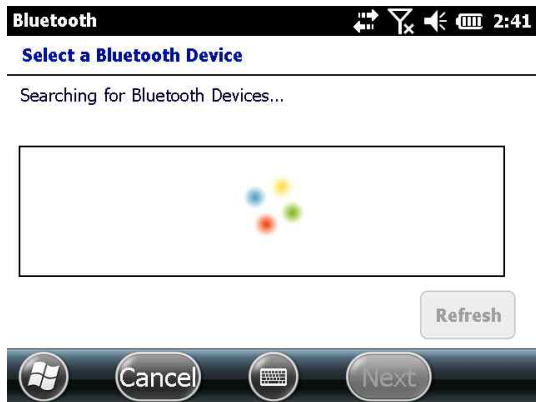 Bluetooth 2:41
Select a Bluetooth Device
Searching for Bluetooth Devices...
Refresh
Cancel Next